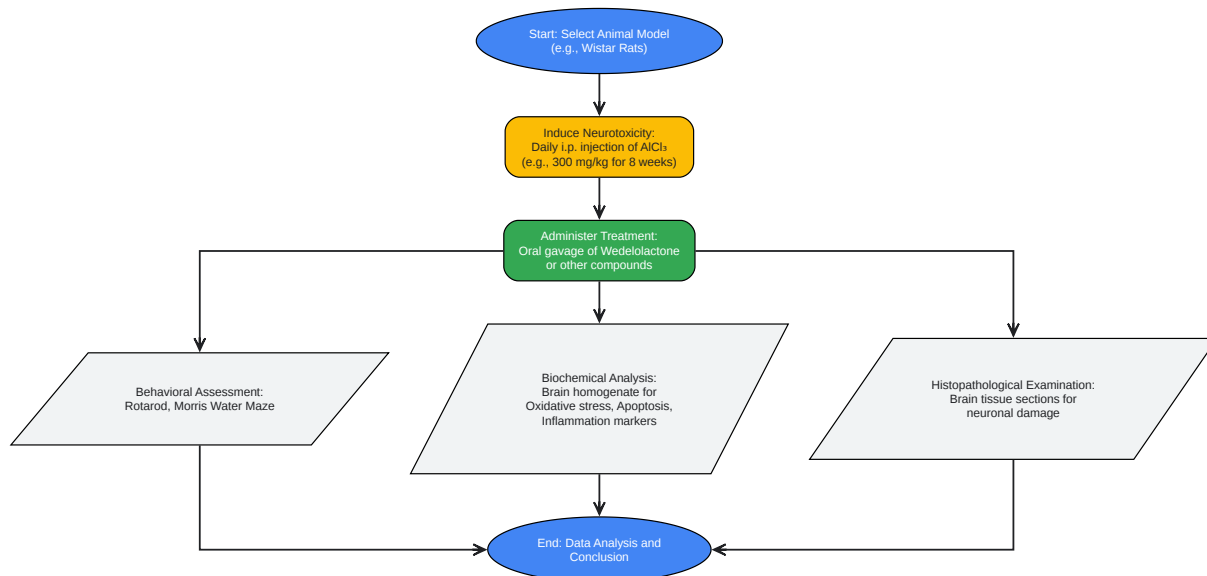 Start: Select Animal Model
(e.g., Wistar Rats)
Induce Neurotoxicity:
Daily i.p. injection of AlCl₃
(e.g., 300 mg/kg for 8 weeks)
Administer Treatment:
Oral gavage of Wedelolactone
or other compounds
Behavioral Assessment:
Rotarod, Morris Water Maze
Biochemical Analysis:
Brain homogenate for
Oxidative stress, Apoptosis,
Inflammation markers
Histopathological Examination:
Brain tissue sections for
neuronal damage
End: Data Analysis and
Conclusion